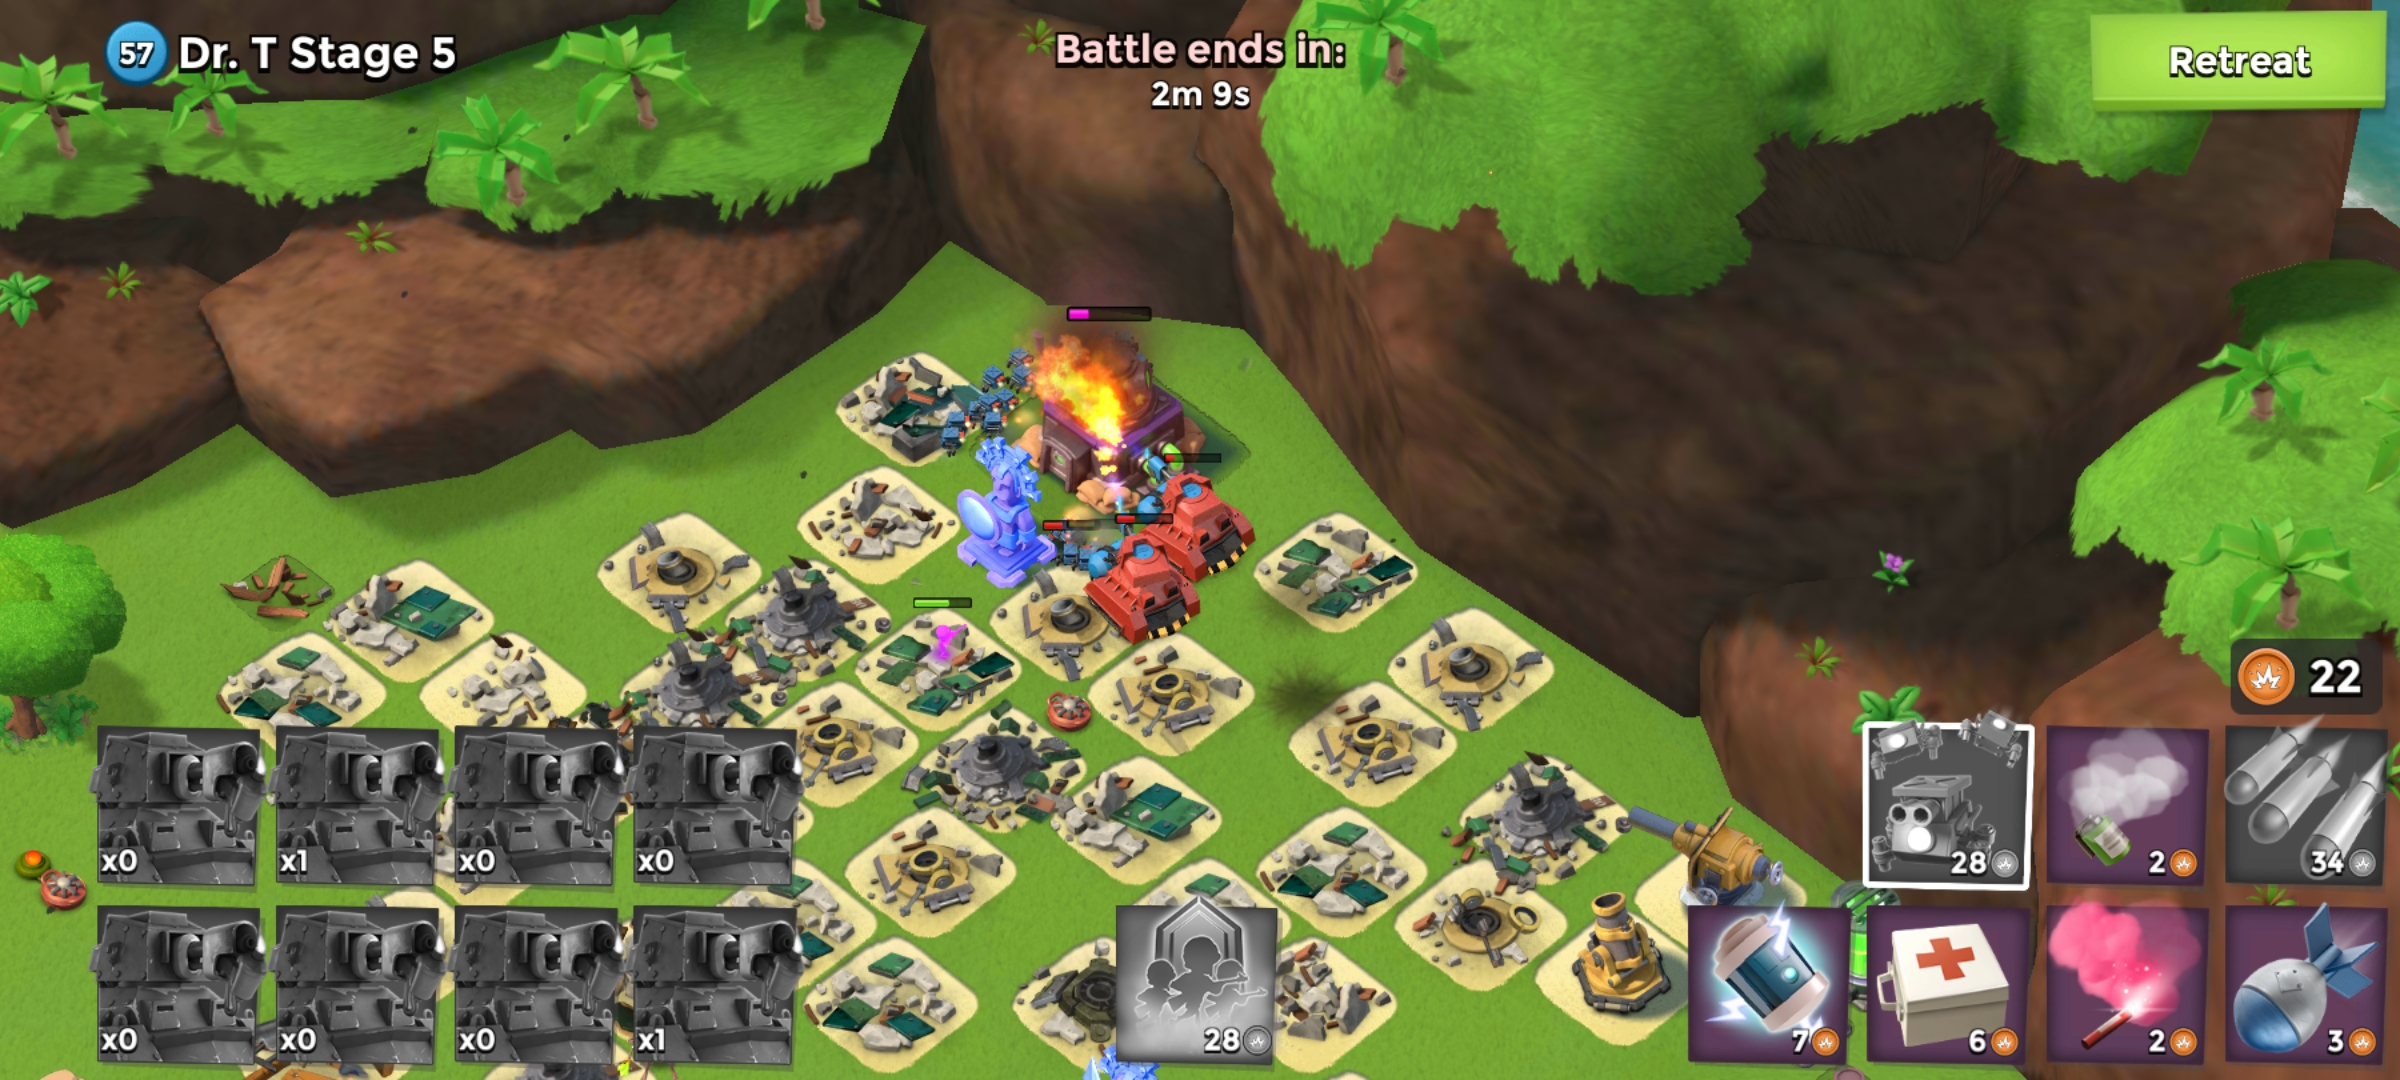 57 Dr. T Stage 5
Battle ends in:
2m 9s
Retreat
22
28
2
34
x0
x1
x0
x0
x0
x0
x0
x1
28
7
6
2
3